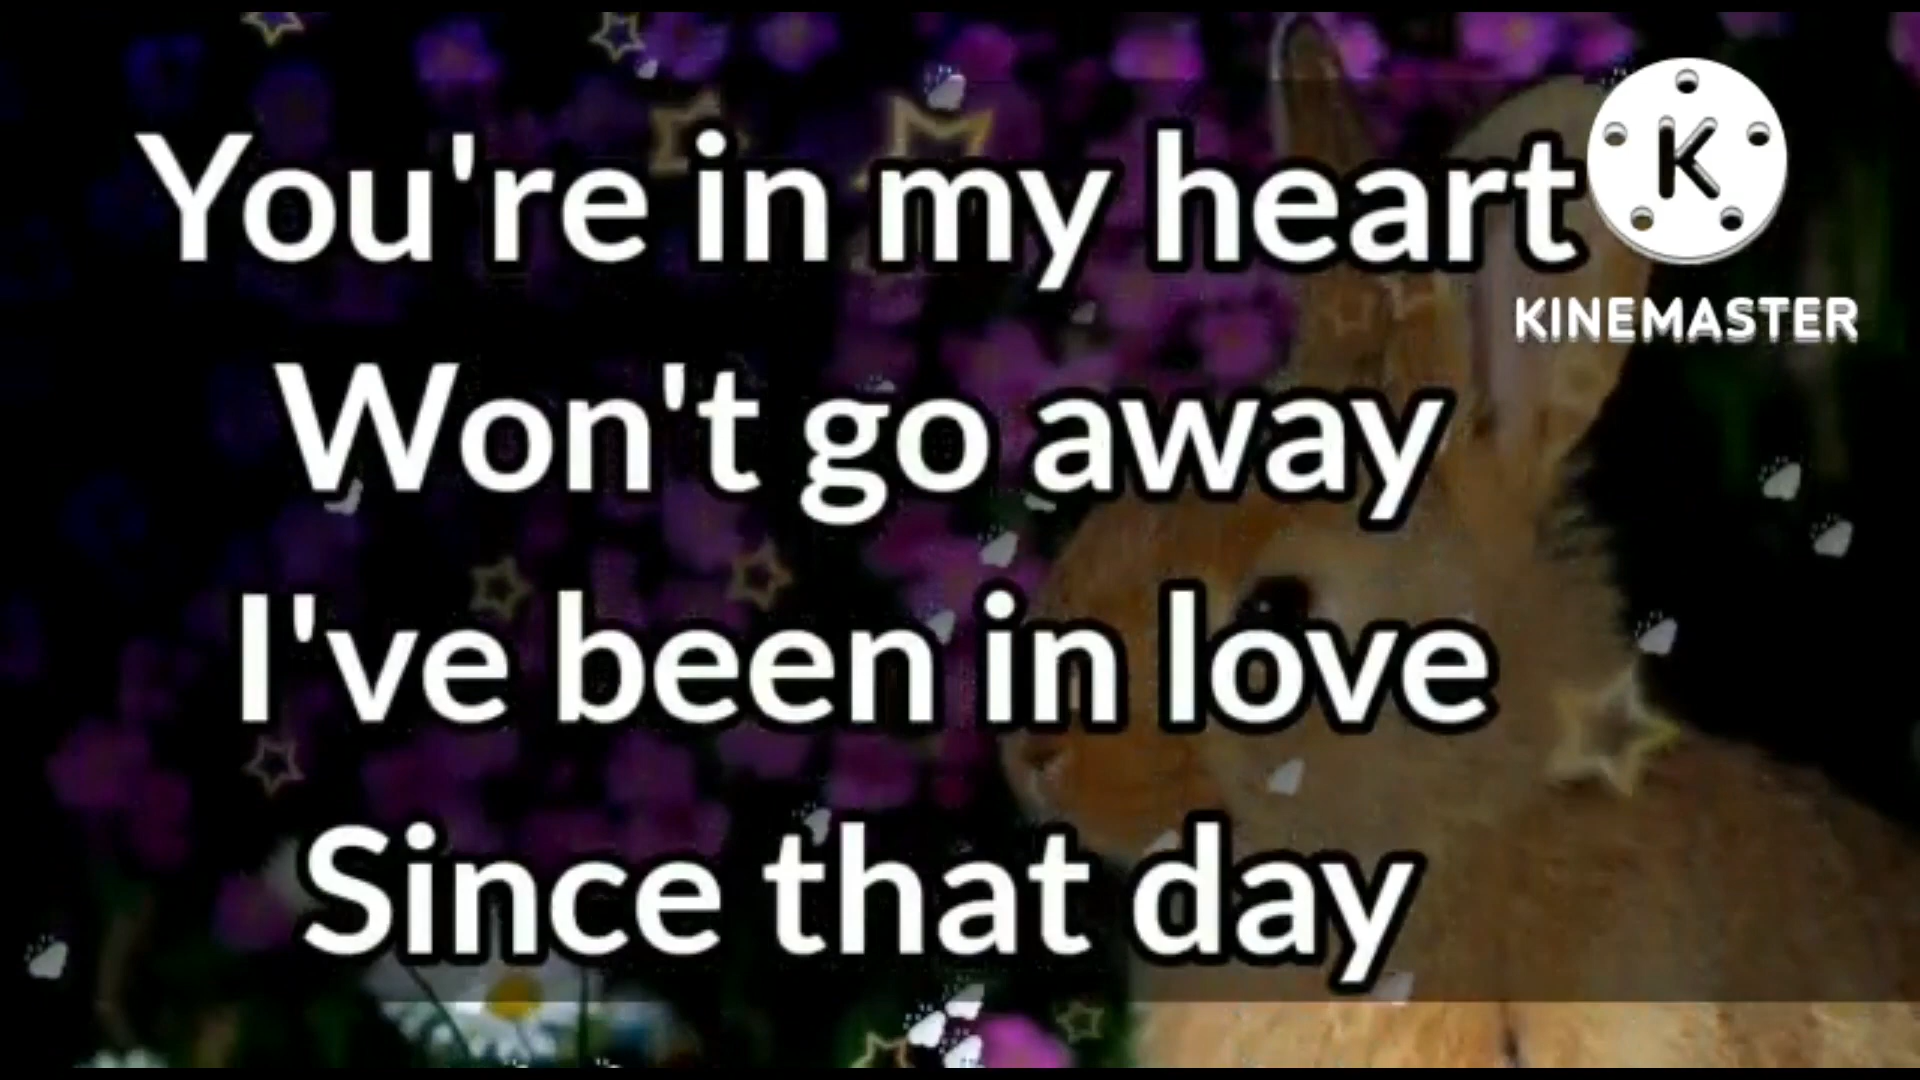 You're in my heart
K
KINEMASTER
Won't go away
I've been in love
Since that day